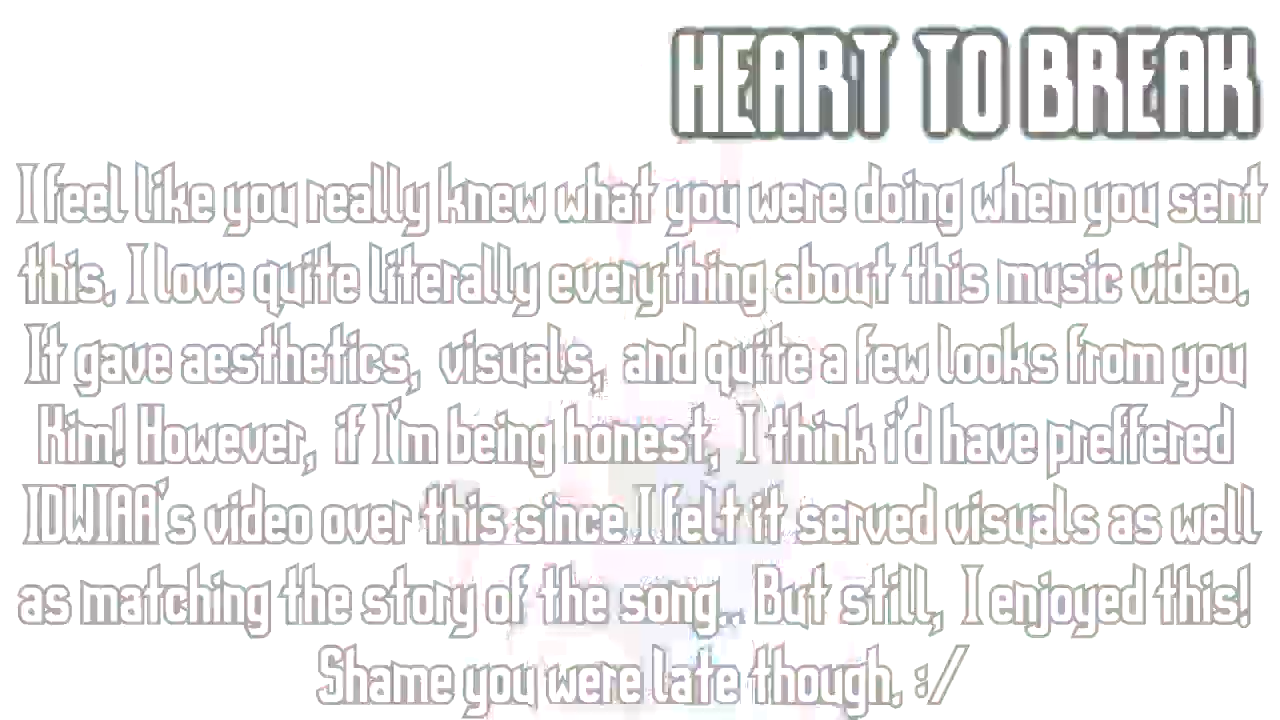 HEART TO BREAK
I feel like you really knew what you were doing when you sent
this. I love quite literally everything about this music video.
It gave aesthetics, visuals, and quite a few looks from you
Kim! However, if I'm being honest, I think i'd have preffered
IDWIAA's video over this since I felt it served visuals as well
as matching the story of the song.. But still, I enjoyed this!
Shame you were late though. :/